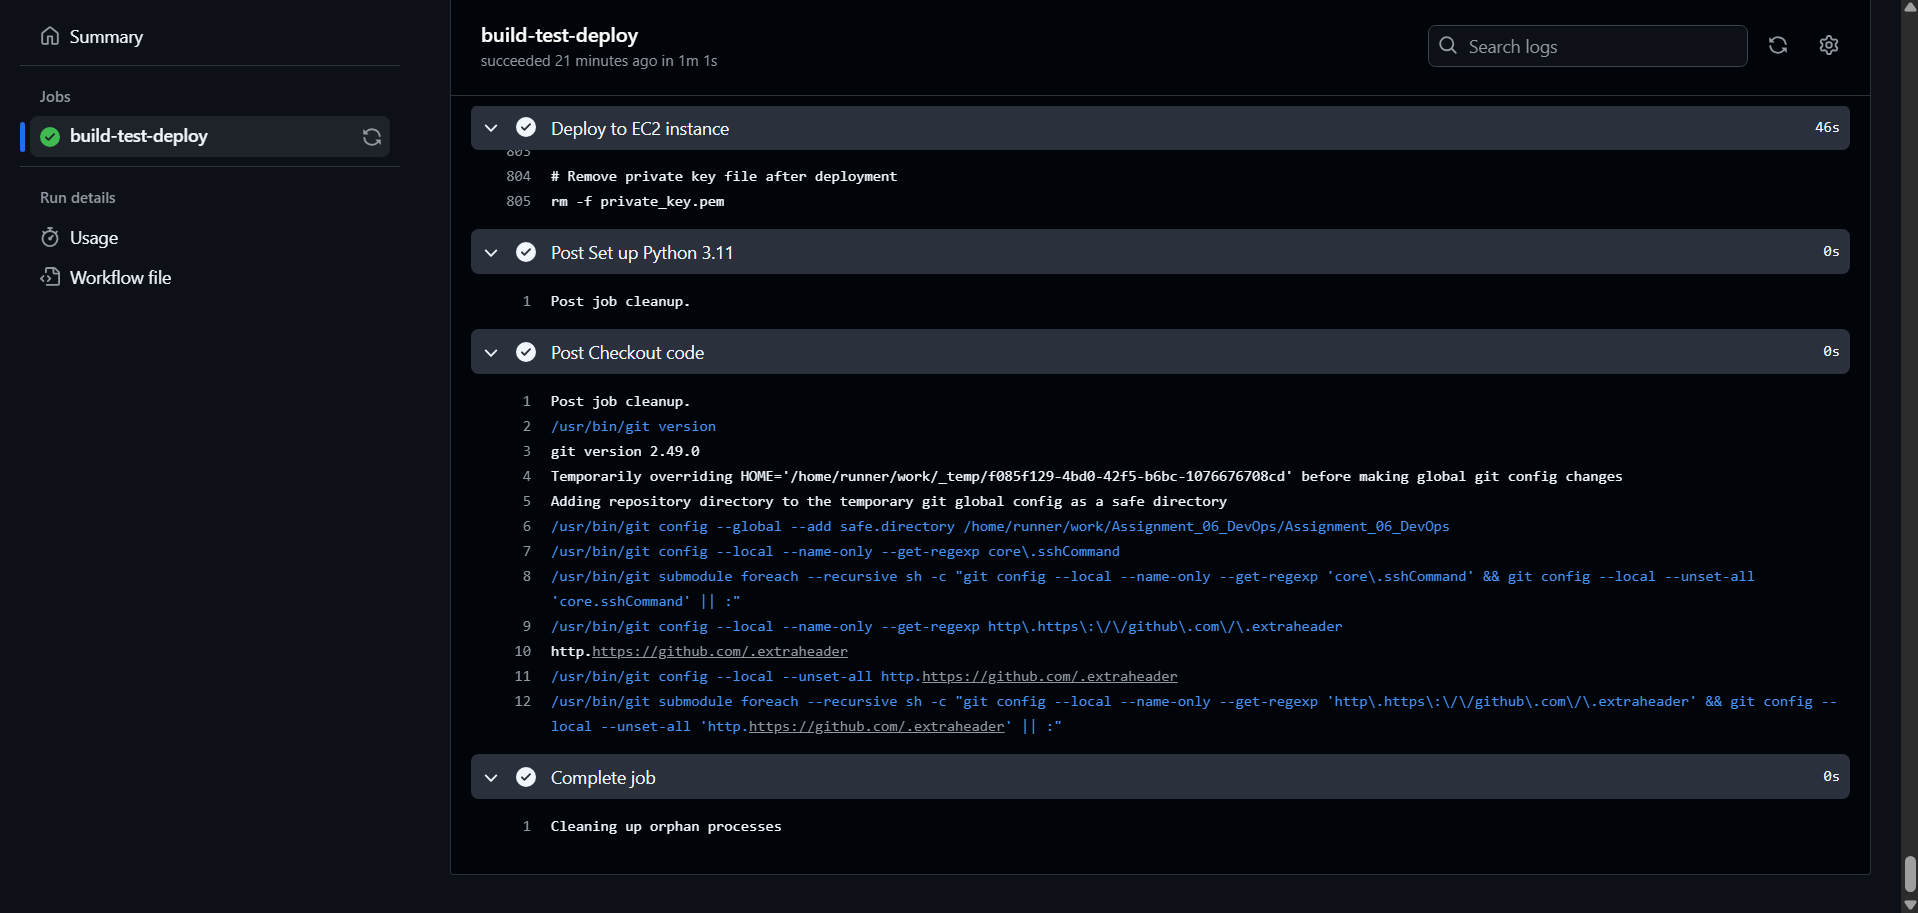 Summary
Jobs
build-test-deploy
Run details
Usage
Workflow file
build-test-deploy
succeeded 21 minutes ago in 1m 1s
Search logs
Deploy to EC2 instance 46s
803
804 # Remove private key file after deployment
805 rm -f private_key.pem
Post Set up Python 3.11 0s
1 Post job cleanup.
Post Checkout code 0s
1 Post job cleanup.
2 /usr/bin/git version
3 git version 2.49.0
4 Temporarily overriding HOME='/home/runner/work/_temp/f085f129-4bd0-42f5-b6bc-1076676708cd' before making global git config changes
5 Adding repository directory to the temporary git global config as a safe directory
6 /usr/bin/git config --global --add safe.directory /home/runner/work/Assignment_06_DevOps/Assignment_06_DevOps
7 /usr/bin/git config --local --name-only --get-regexp core\.sshCommand
8 /usr/bin/git submodule foreach --recursive sh -c "git config --local --name-only --get-regexp 'core\.sshCommand' && git config --local --unset-all
'core.sshCommand' || :"
9 /usr/bin/git config --local --name-only --get-regexp http\.https\:\/\/github\.com\/\.extraheader
10 http.https://github.com/.extraheader
11 /usr/bin/git config --local --unset-all http.https://github.com/.extraheader
12 /usr/bin/git submodule foreach --recursive sh -c "git config --local --name-only --get-regexp 'http\.https\:\/\/github\.com\/\.extraheader' && git config --
local --unset-all 'http.https://github.com/.extraheader' || :"
Complete job 0s
1 Cleaning up orphan processes